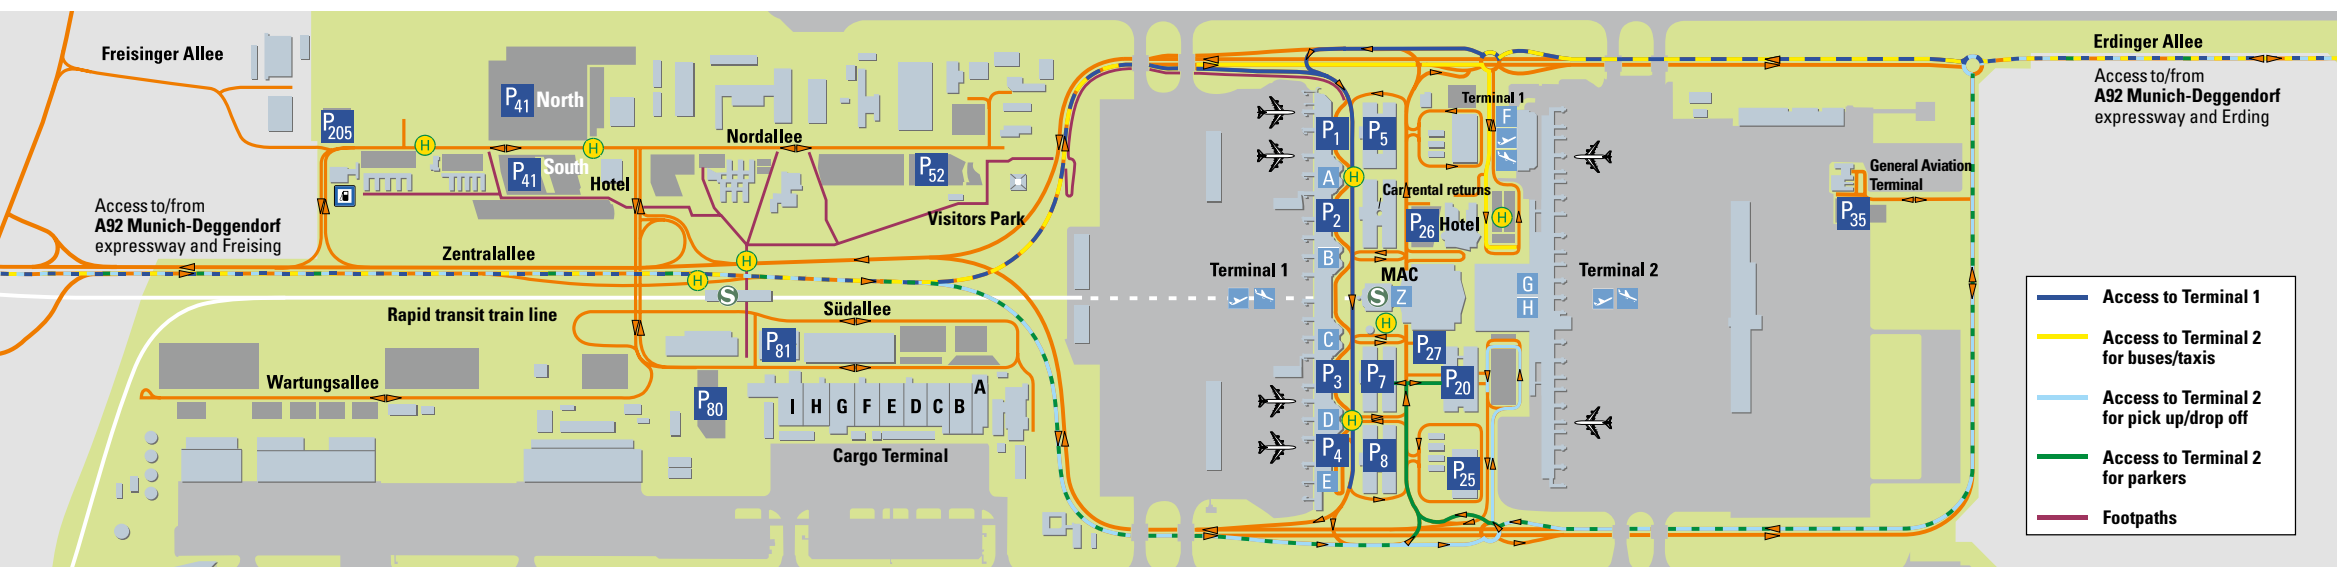 Freisinger Allee
Erdinger Allee
Access to/from
A92 Munich-Deggendorf
expressway and Erding
P41 North
P205
Nordallee
H
H
P41 South
Hotel
P52
Visitors Park
Access to/from
A92 Munich-Deggendorf
expressway and Freising
Zentralallee
H
H
S
Rapid transit train line
Südallee
P81
Wartungsallee
P80
I H G F E D C B A
Cargo Terminal
Terminal 1
F
P1
P5
A
H
Car rental returns
P2
P26
Hotel
H
B
Terminal 1
MAC
S
Z
G
H
Terminal 2
H
C
P27
P3
P7
P20
D
H
P4
P8
P25
E
General Aviation
Terminal
P35
Access to Terminal 1
Access to Terminal 2
for buses/taxis
Access to Terminal 2
for pick up/drop off
Access to Terminal 2
for parkers
Footpaths